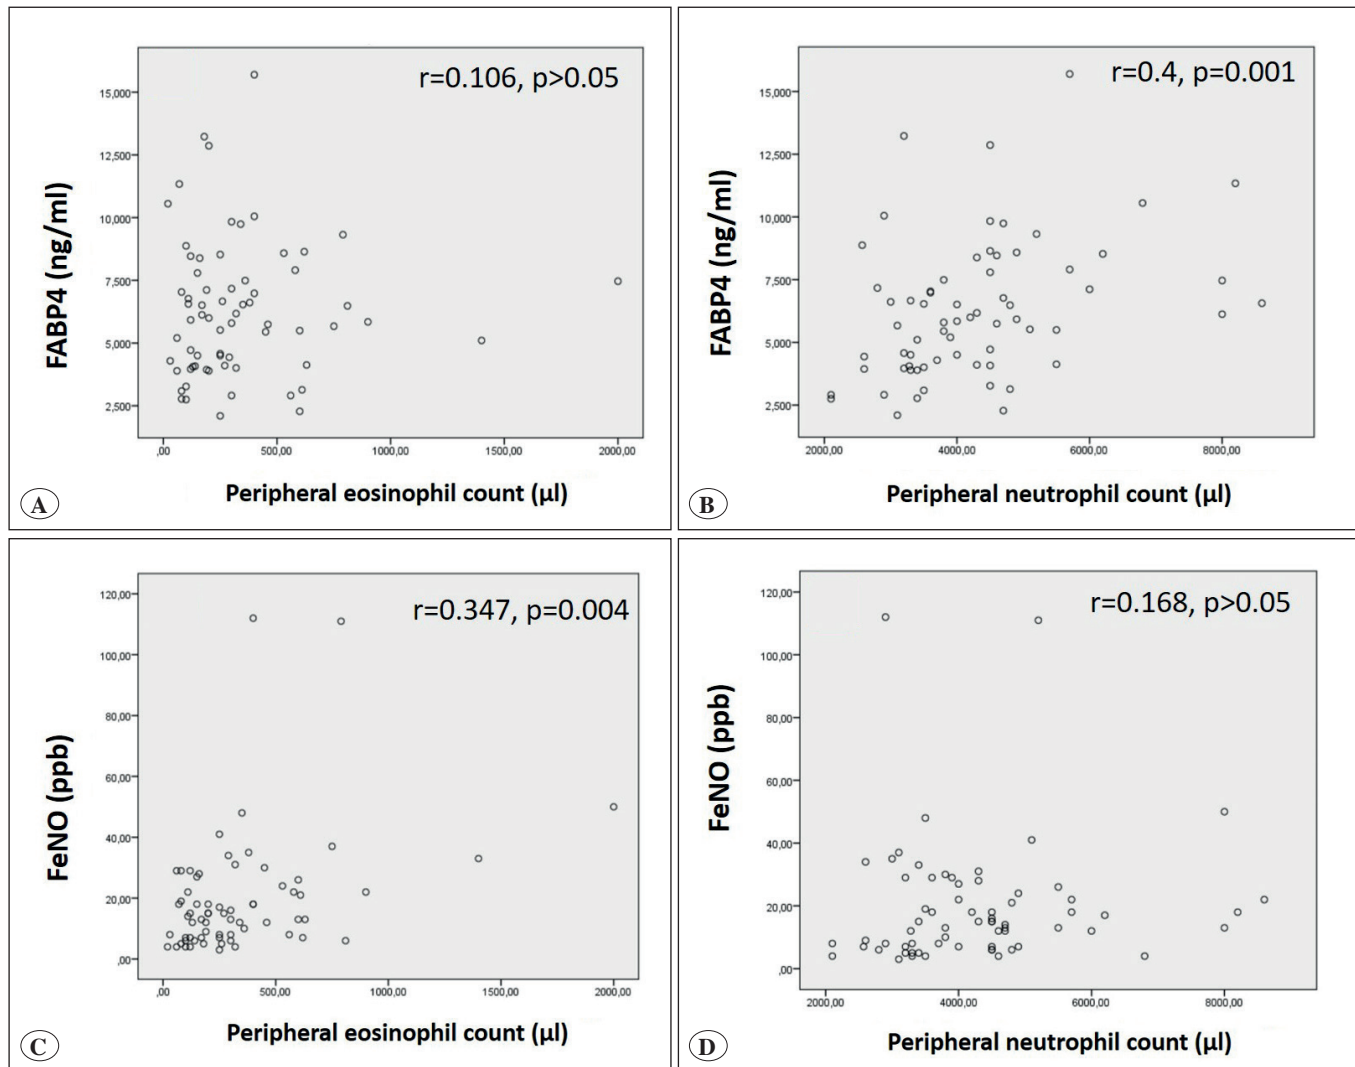 r=0.106, p>0.05
FABP4 (ng/ml)
15,000
12,500
10,000
7,500
5,000
2,500
,00
500,00
1000,00
1500,00
2000,00
Peripheral eosinophil count (µl)
A
r=0.4, p=0.001
FABP4 (ng/ml)
15,000
12,500
10,000
7,500
5,000
2,500
2000,00
4000,00
6000,00
8000,00
Peripheral neutrophil count (µl)
B
r=0.347, p=0.004
FeNO (ppb)
120,00
100,00
80,00
60,00
40,00
20,00
,00
,00
500,00
1000,00
1500,00
2000,00
Peripheral eosinophil count (µl)
C
r=0.168, p>0.05
FeNO (ppb)
120,00
100,00
80,00
60,00
40,00
20,00
,00
2000,00
4000,00
6000,00
8000,00
Peripheral neutrophil count (µl)
D